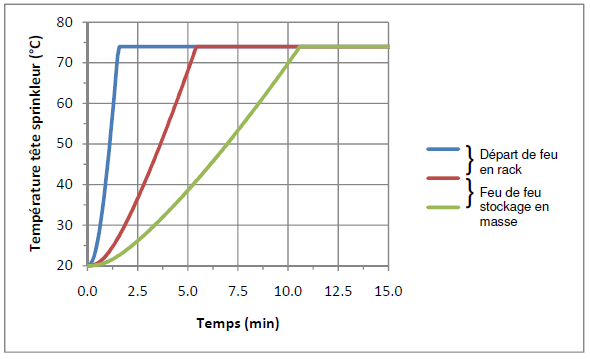 Température tête sprinkleur (°C)
80
70
60
50
40
30
20
0.0 2.5 5.0 7.5 10.0 12.5 15.0
Temps (min)
} Départ de feu
en rack
} Feu de feu
stockage en
masse